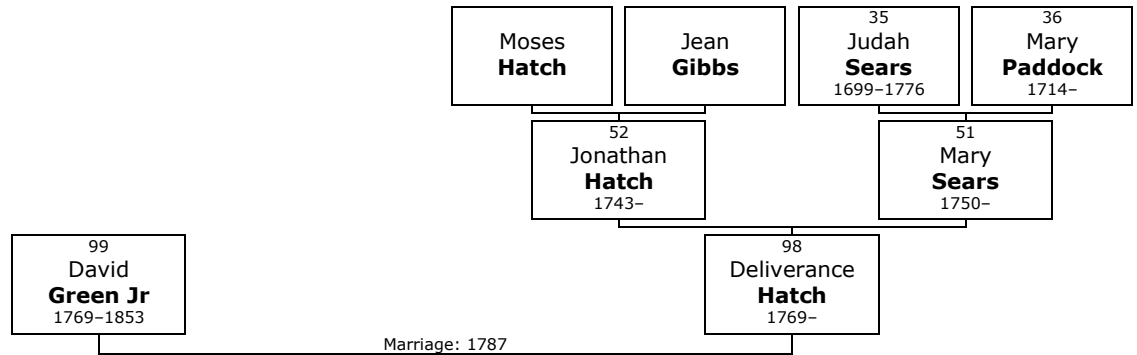 Moses
Hatch
Jean
Gibbs
35
Judah
Sears
1699–1776
36
Mary
Paddock
1714–
52
Jonathan
Hatch
1743–
51
Mary
Sears
1750–
99
David
Green Jr
1769–1853
98
Deliverance
Hatch
1769–
Marriage: 1787